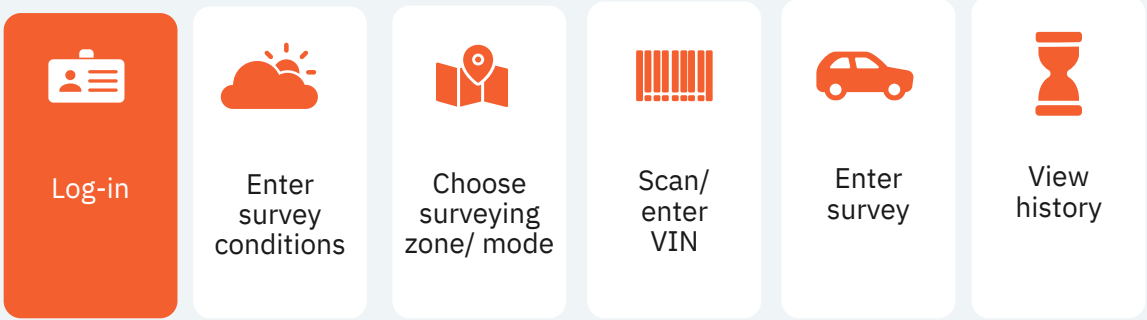 Log-in
Enter
survey
conditions
Choose
surveying
zone/ mode
Scan/
enter
VIN
Enter
survey
View
history